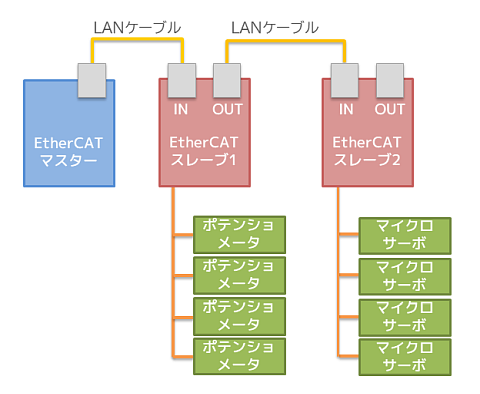 LANケーブル
LANケーブル
IN
OUT
IN
OUT
EtherCAT
マスター
EtherCAT
スレーブ1
EtherCAT
スレーブ2
ポテンショ
メータ
ポテンショ
メータ
ポテンショ
メータ
ポテンショ
メータ
マイクロ
サーボ
マイクロ
サーボ
マイクロ
サーボ
マイクロ
サーボ